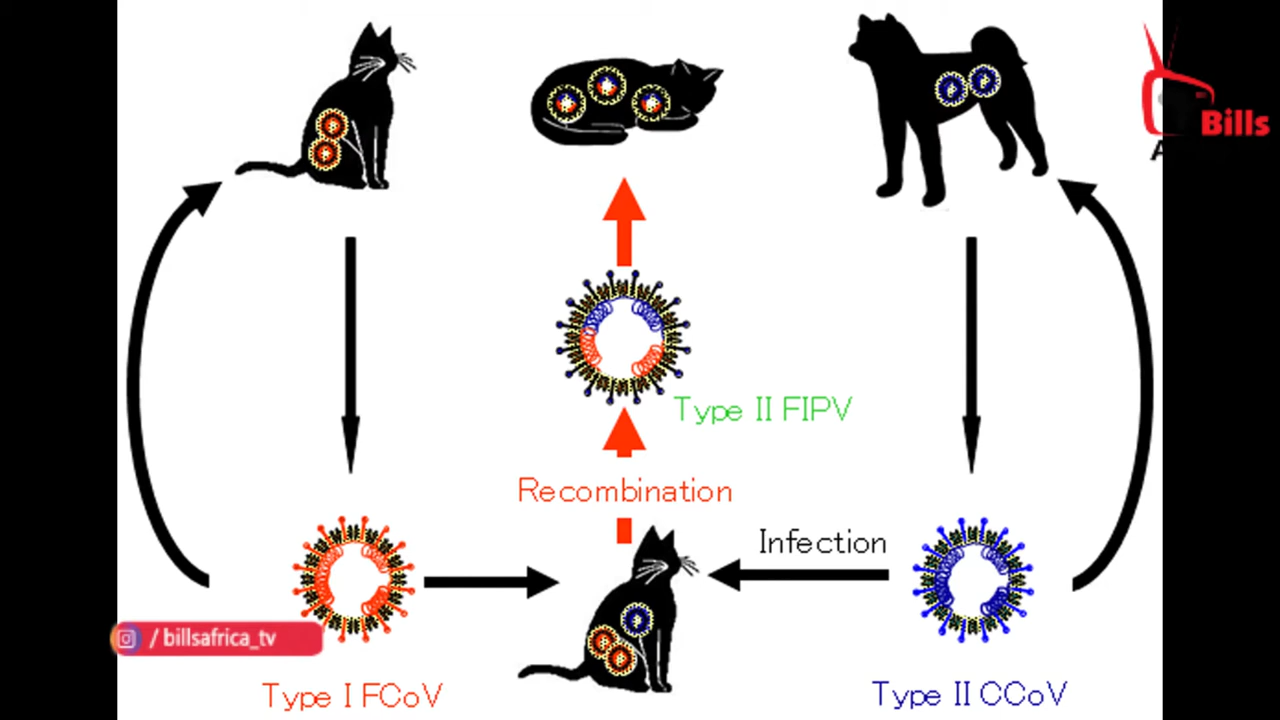 Bills
Type II FIPV
Recombination
Infection
/ billsafrica_tv
Type I FCoV
Type II CCoV